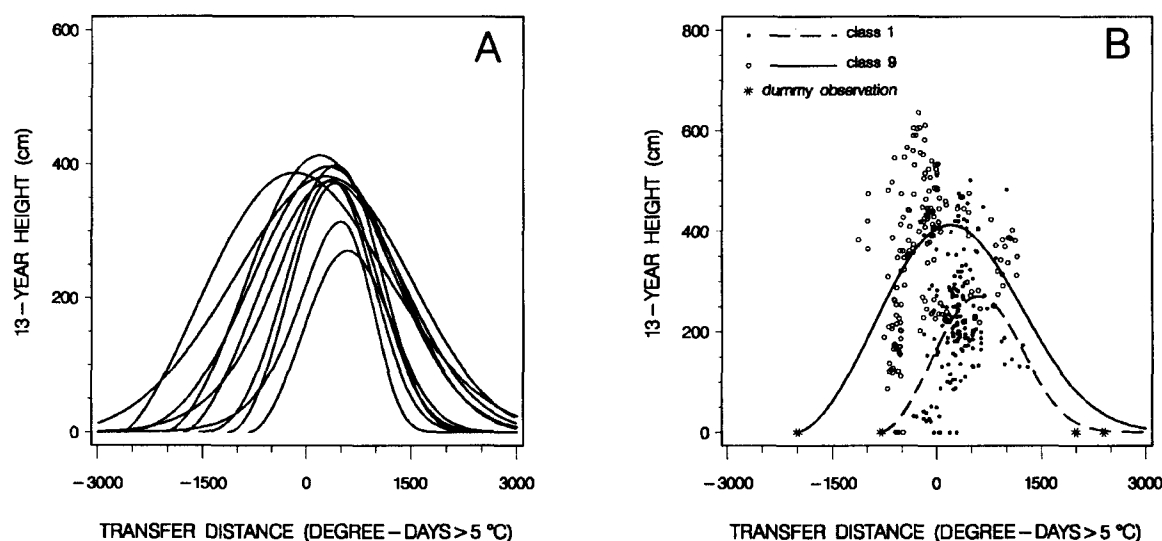 A
600
400
200
0
13–YEAR HEIGHT (cm)
−3000 −1500 0 1500 3000
TRANSFER DISTANCE (DEGREE–DAYS>5 °C)
B
class 1
class 9
* dummy observation
800
600
400
200
0
13–YEAR HEIGHT (cm)
−3000 −1500 0 1500 3000
TRANSFER DISTANCE (DEGREE–DAYS>5 °C)